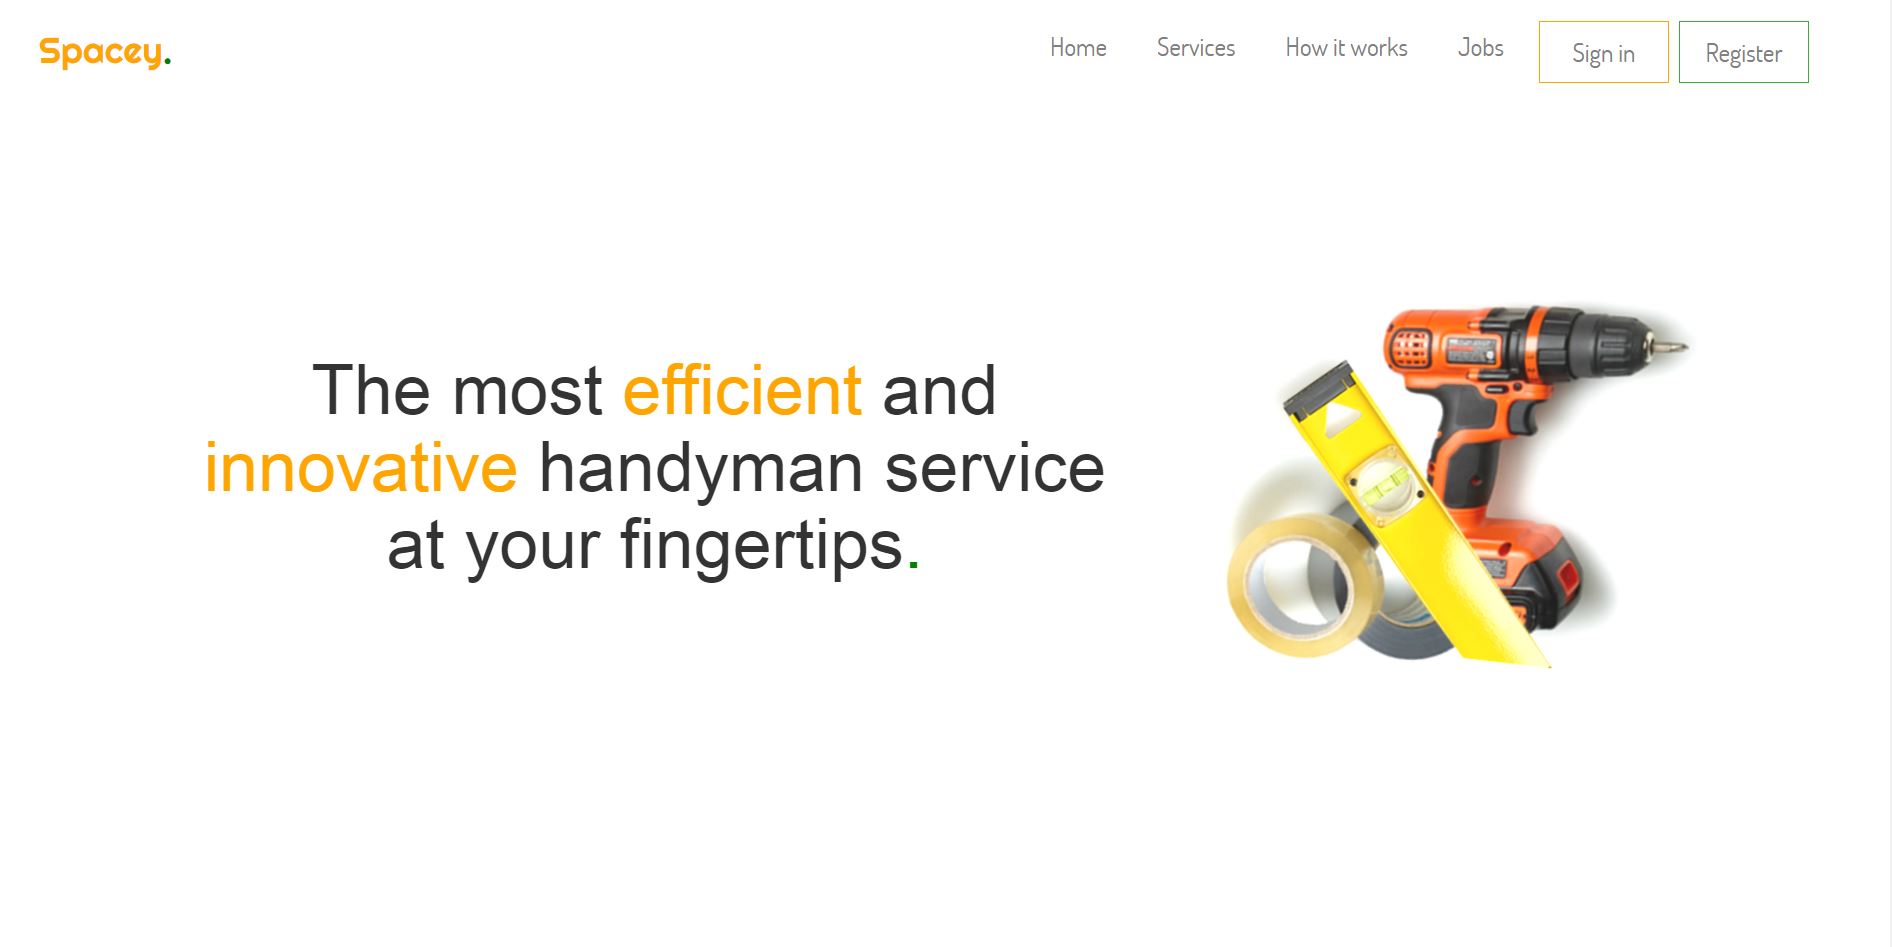 Spacey.
Home Services How it works Jobs Sign in Register
The most efficient and
innovative handyman service
at your fingertips.